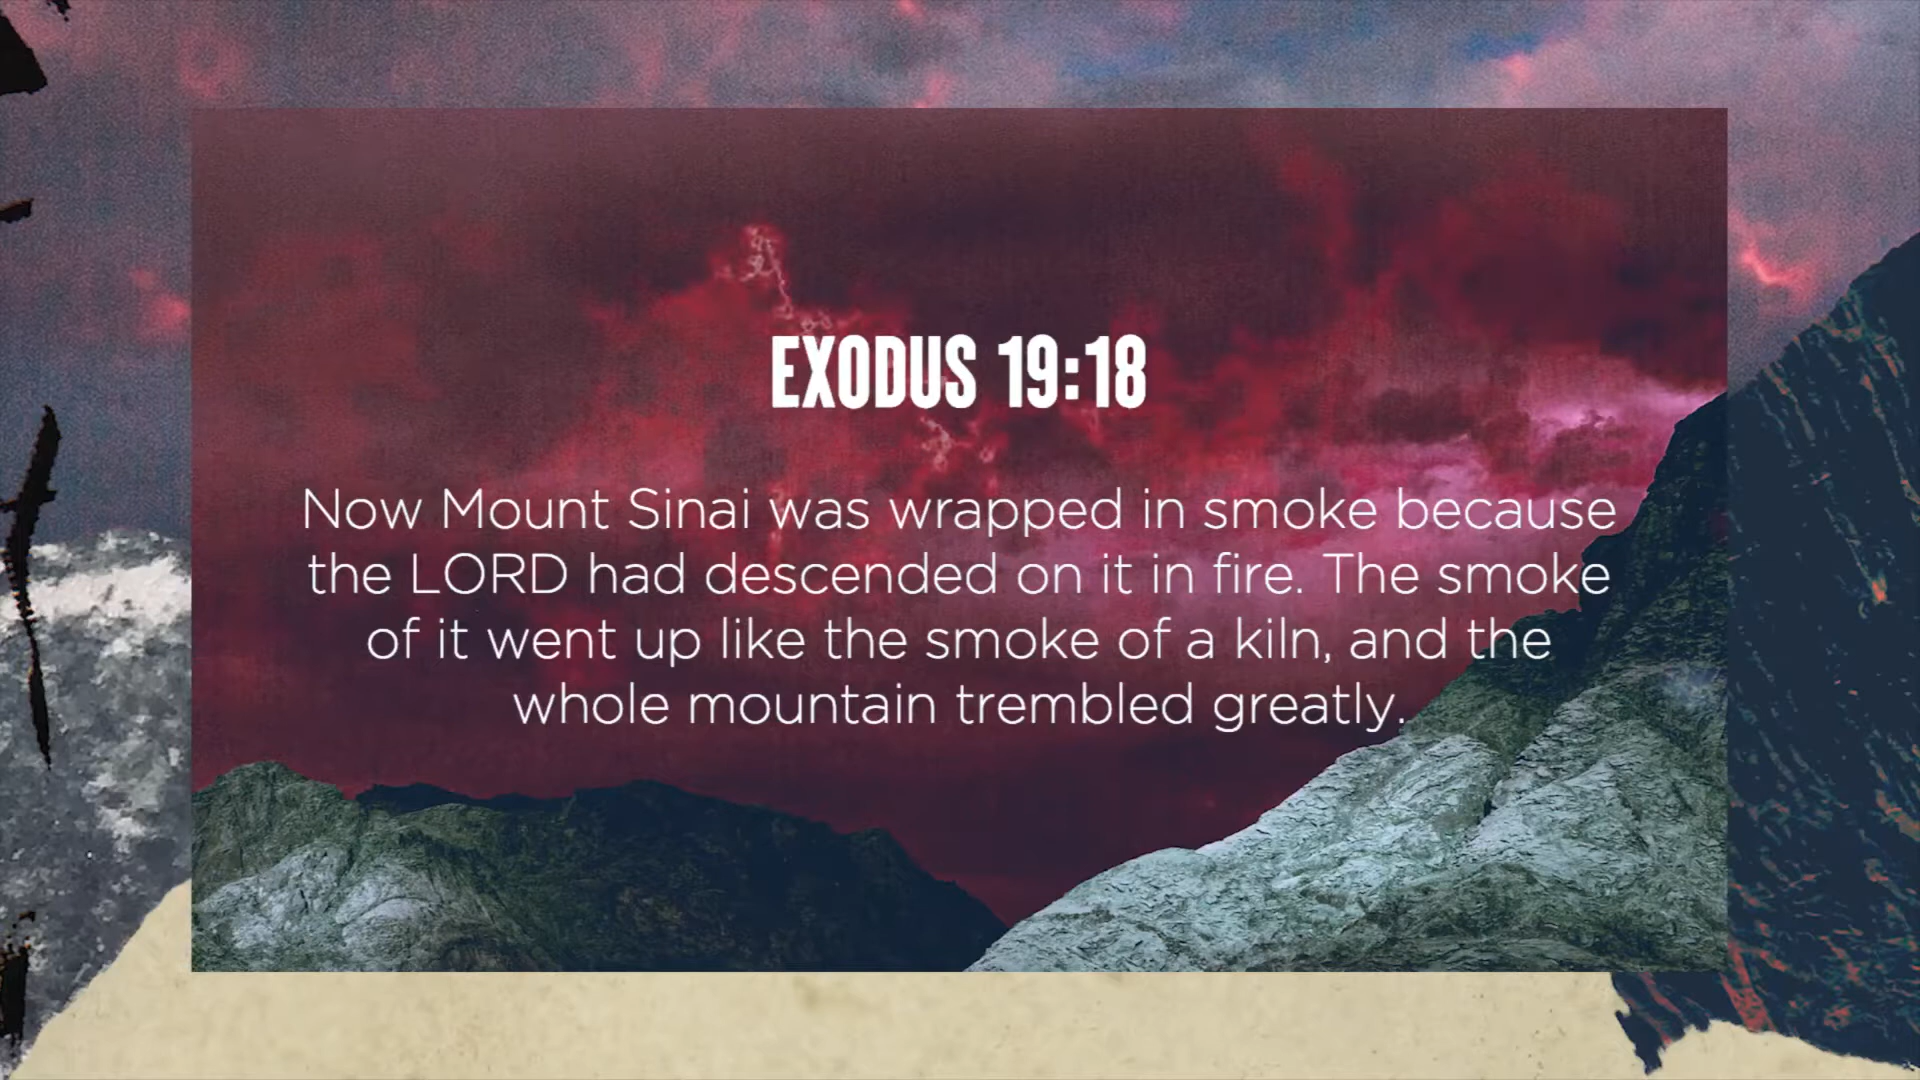 EXODUS 19:18
Now Mount Sinai was wrapped in smoke because
the LORD had descended on it in fire. The smoke
of it went up like the smoke of a kiln, and the
whole mountain trembled greatly.